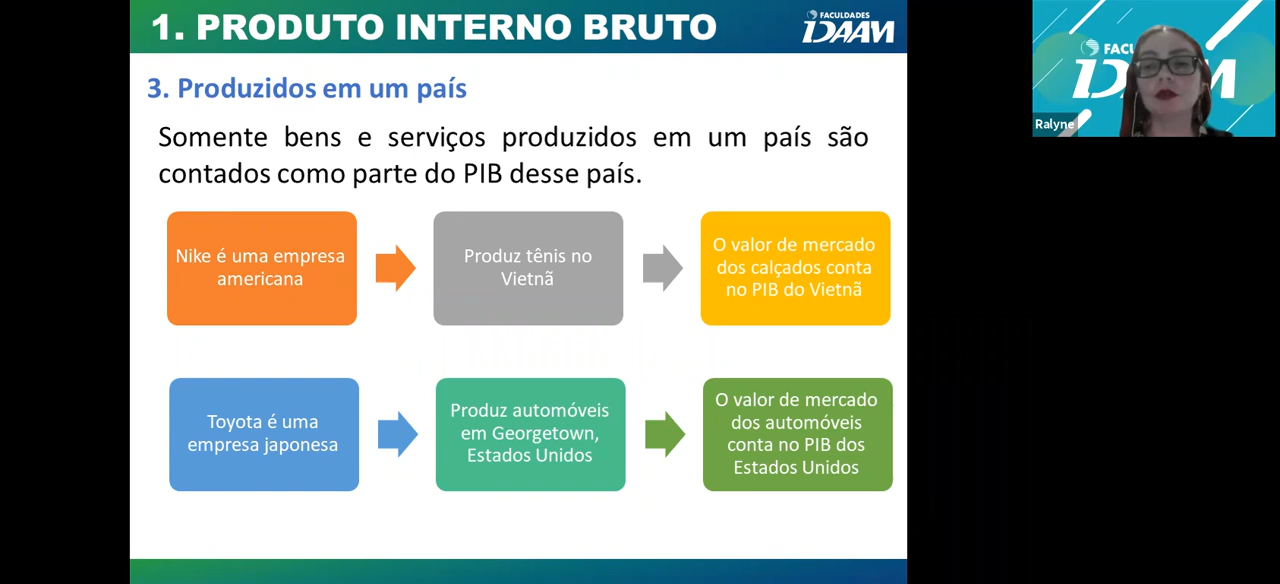 1. PRODUTO INTERNO BRUTO
FACULDADES
IDAAM
3. Produzidos em um país
Somente bens e serviços produzidos em um país são
contados como parte do PIB desse país.
Nike é uma empresa
americana
Produz tênis no
Vietnã
O valor de mercado
dos calçados conta
no PIB do Vietnã
Toyota é uma
empresa japonesa
Produz automóveis
em Georgetown,
Estados Unidos
O valor de mercado
dos automóveis
conta no PIB dos
Estados Unidos
Ralyne